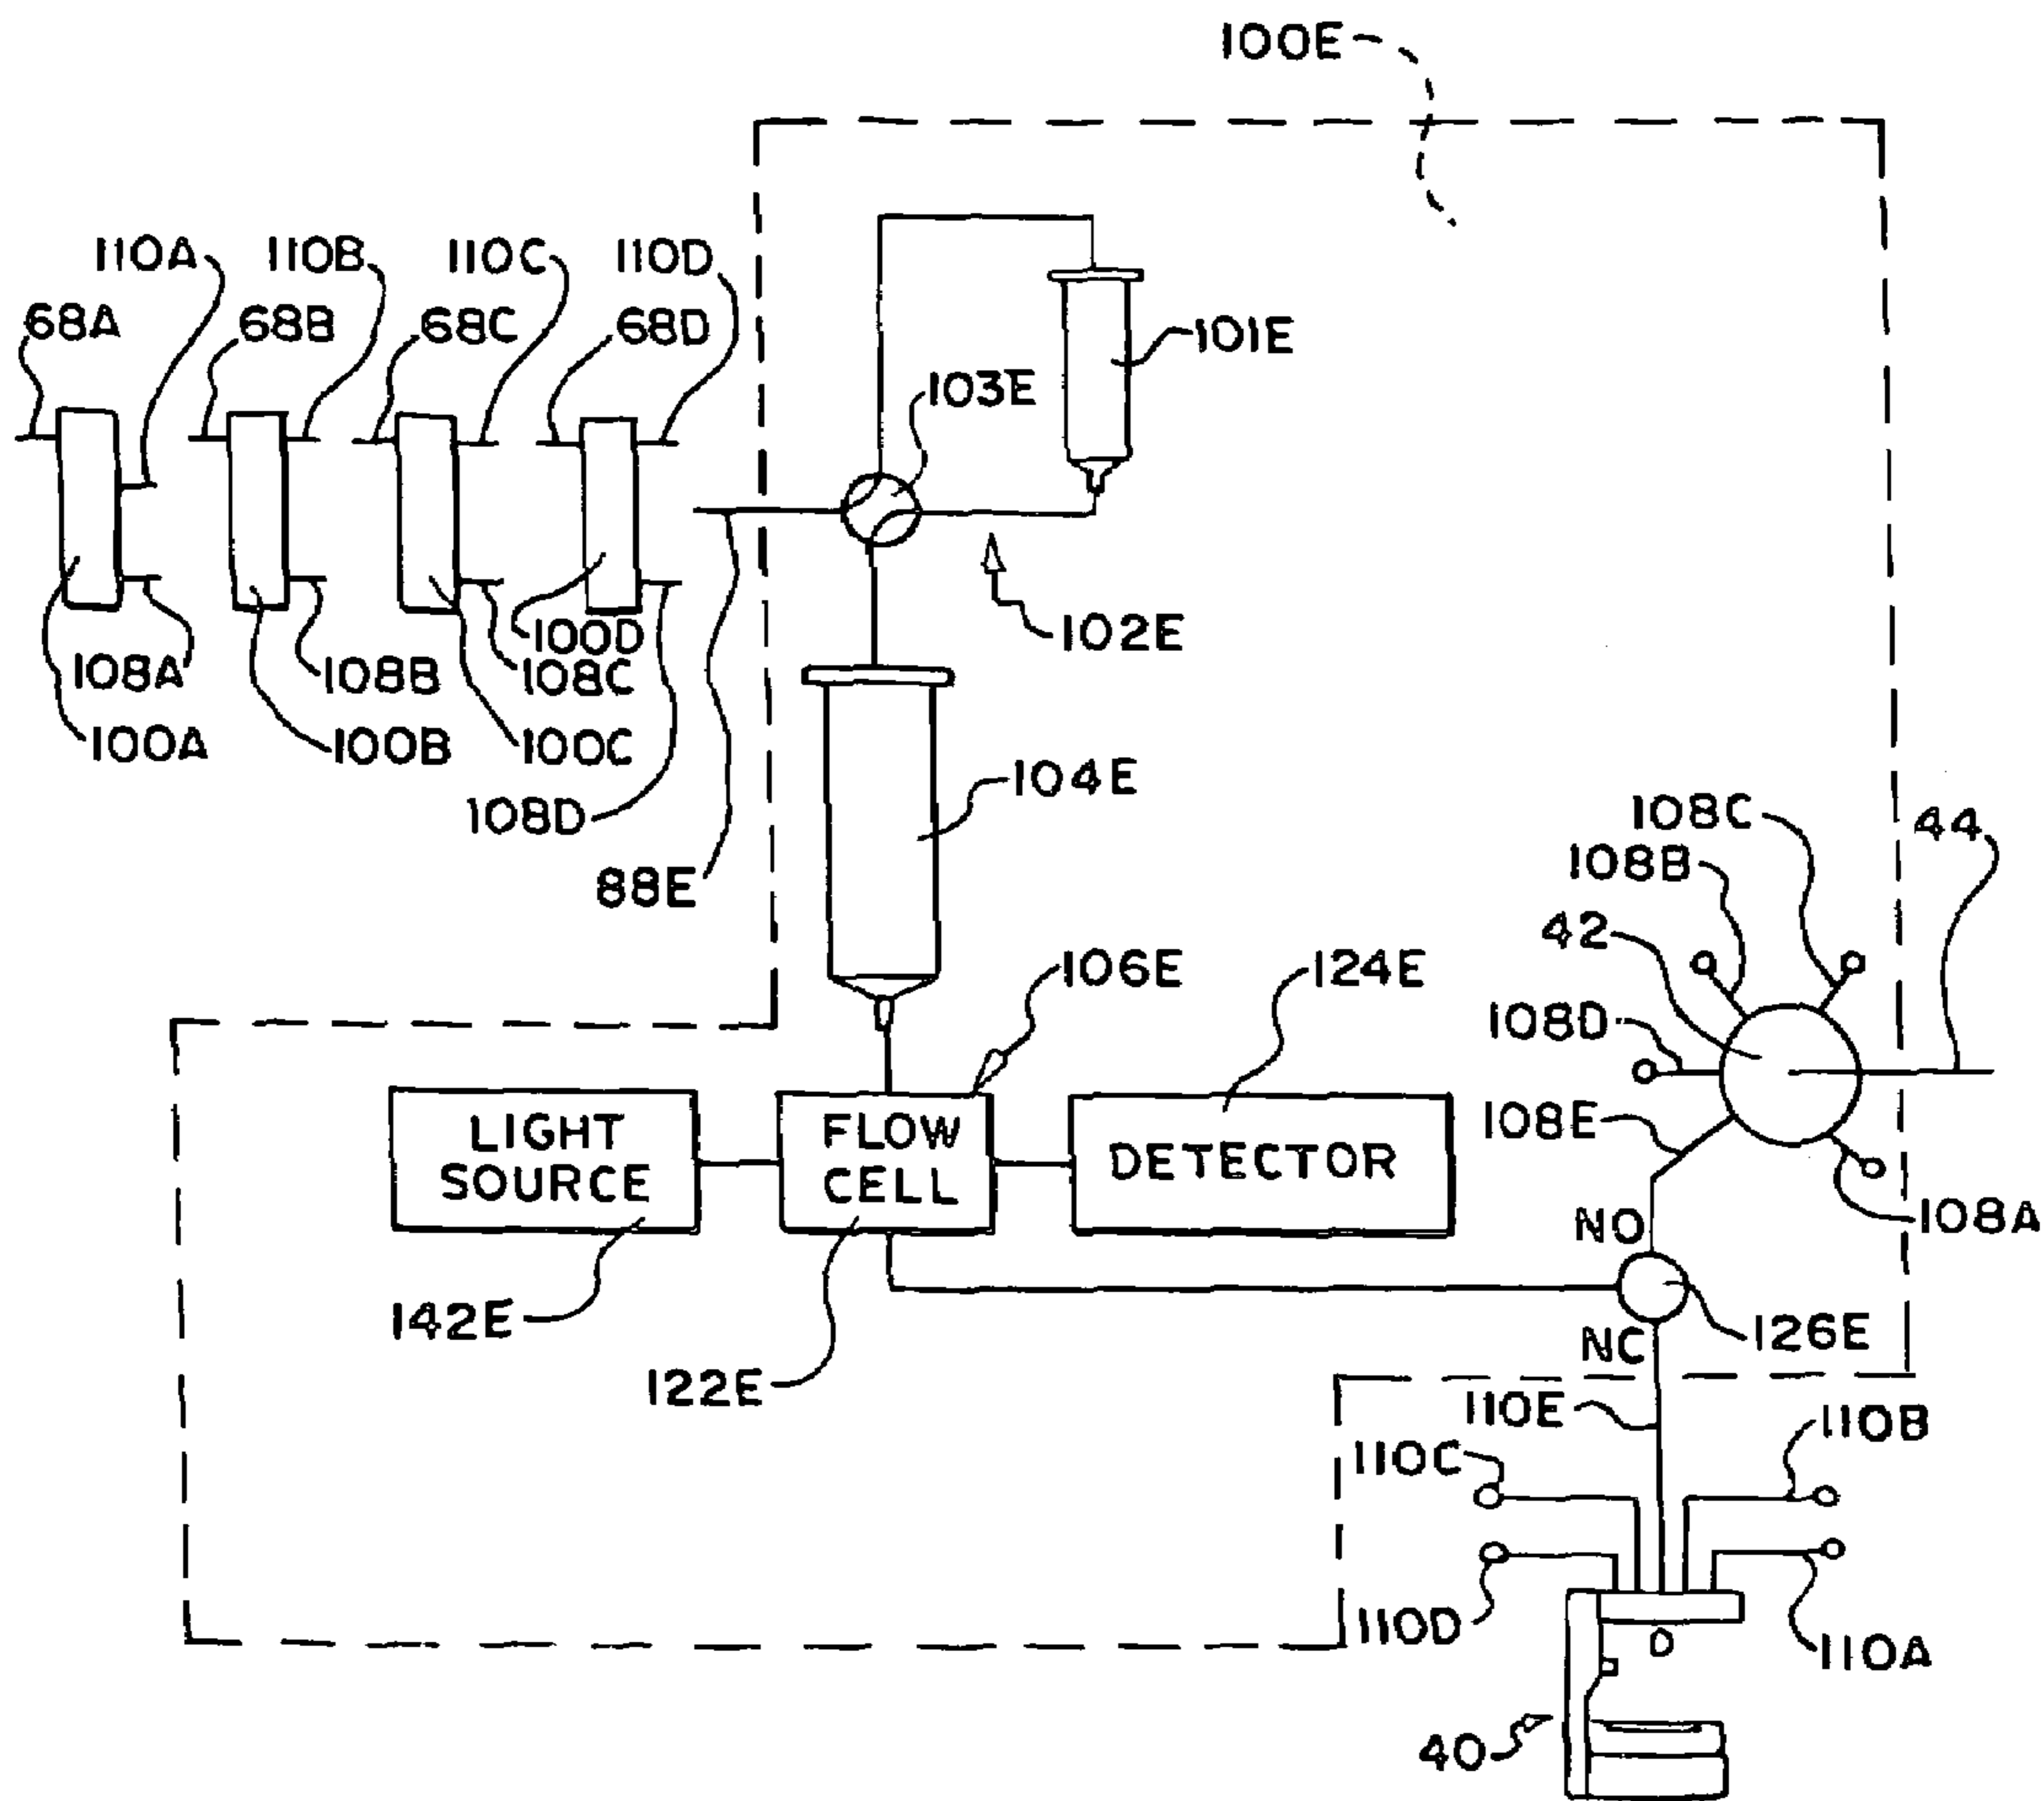 100E
110A 110B 110C 110D
68A 68B 68C 68D
101E
103E
102E
100D
108A 108B 108C
100A 100B 100C
108D
104E
88E
108C
44
108B
42
106E
124E
108D
108E
LIGHT
SOURCE
FLOW
CELL
DETECTOR
108A
NO
142E
126E
NC
122E
110E
110B
110C
110D
110A
40